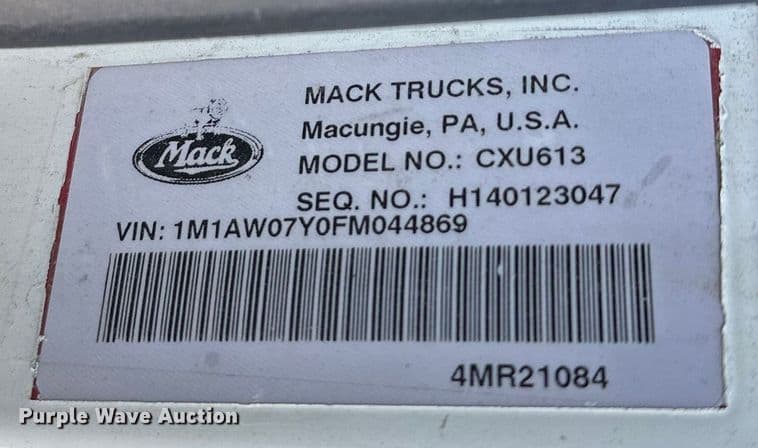 MACK TRUCKS, INC.
Macungie, PA, U.S.A.
Mack
MODEL NO.: CXU613
SEQ. NO.: H140123047
VIN: 1M1AW07Y0FM044869
4MR21084
Purple Wave Auction